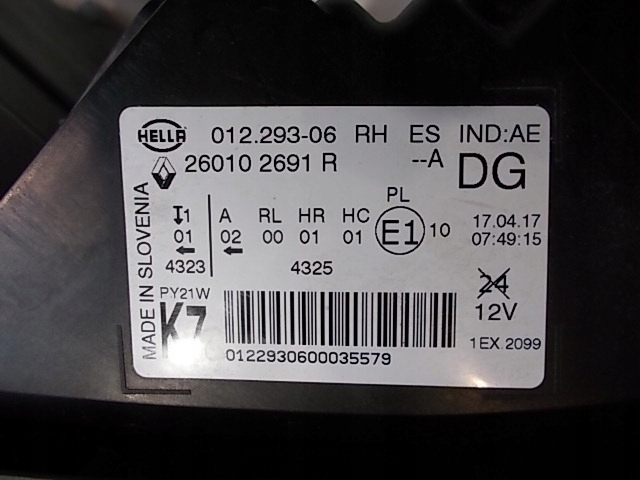 HELLA 012.293-06 RH ES IND:AE
26010 2691 R --A DG
MADE IN SLOVENIA
1 A RL HR HC PL
01 02 00 01 01 E1 10
17.04.17
07:49:15
4323 4325
PY21W
K7
24
12V
0122930600035579
1EX 2099